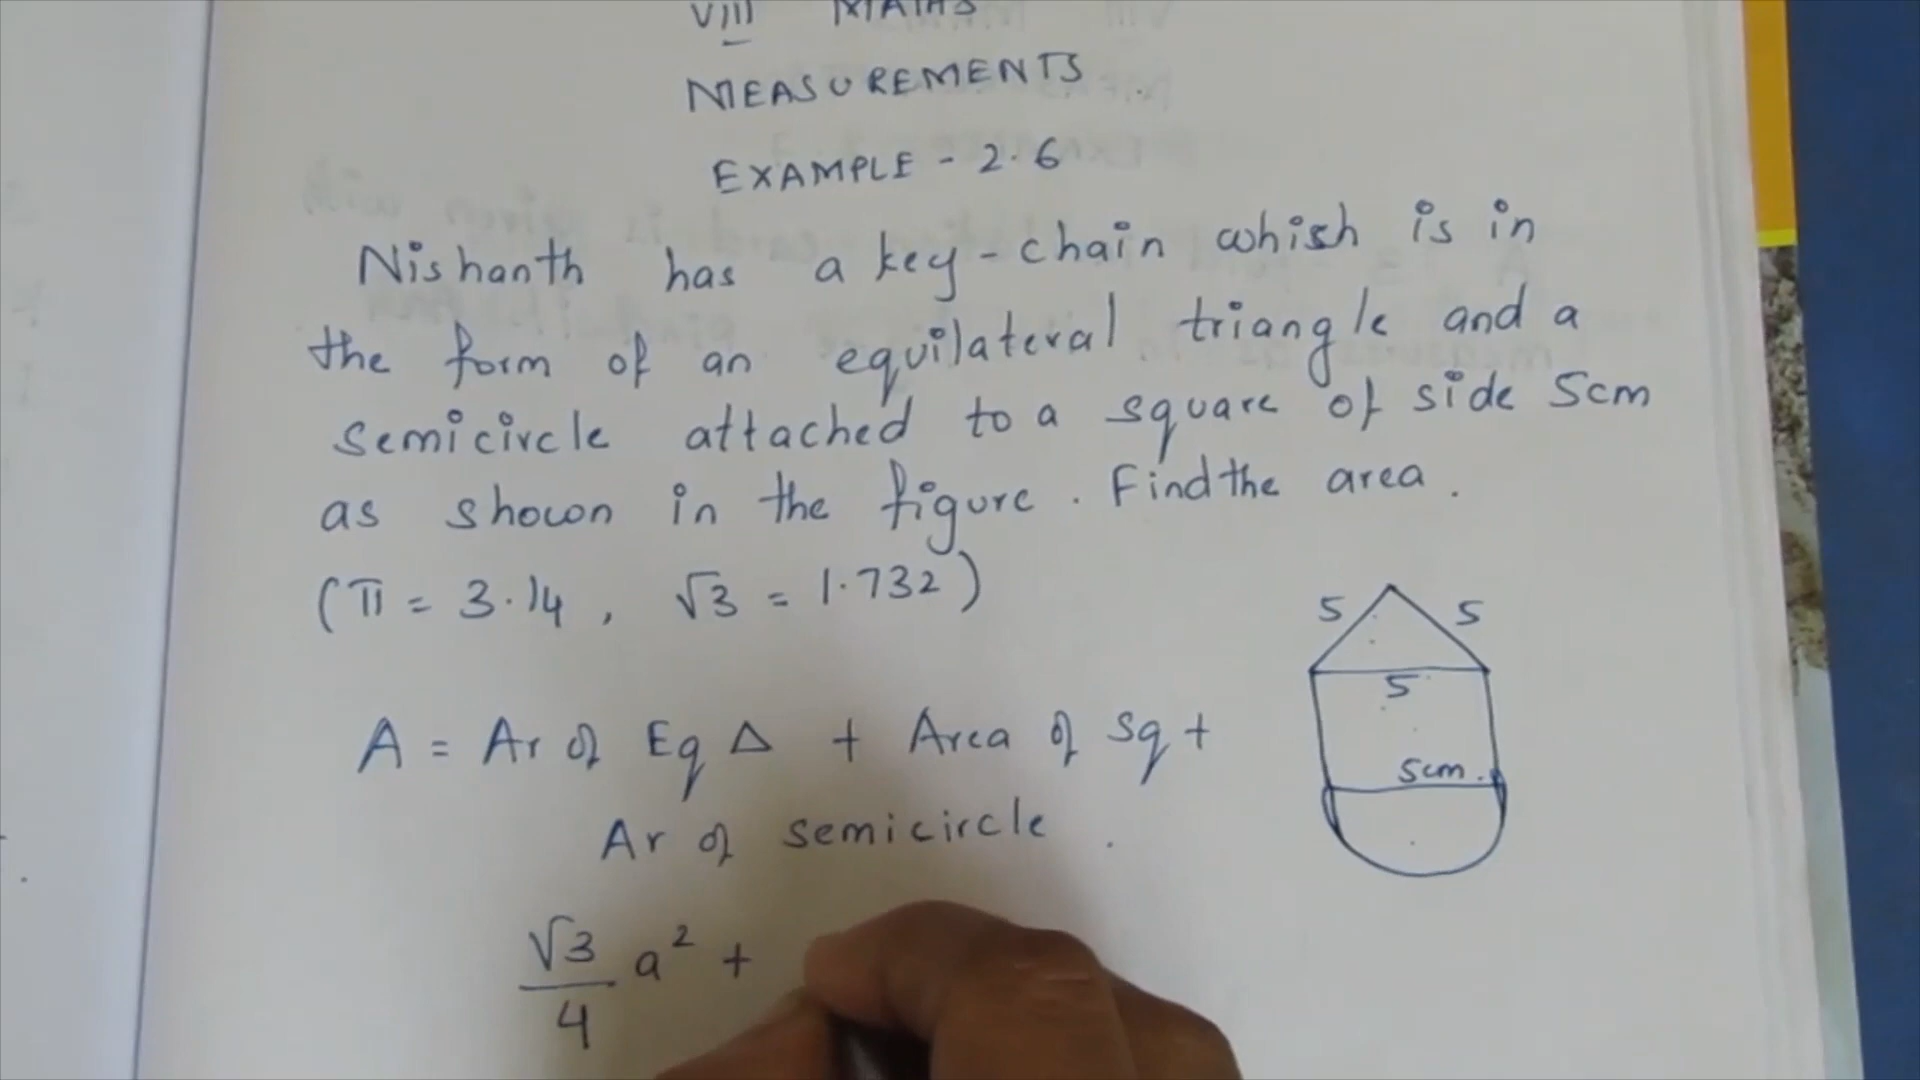 VIII MATHS
MEASUREMENTS
EXAMPLE - 2.6
Nishanth has a key-chain which is in
the form of an equilateral triangle and a
semicircle attached to a square of side 5cm
as shown in the figure. Find the area.
(π = 3.14, √3 = 1.732)
5 5
5
5cm.
A = Ar of Eq Δ + Area of sq +
Ar of semicircle.
√3/4 a² +